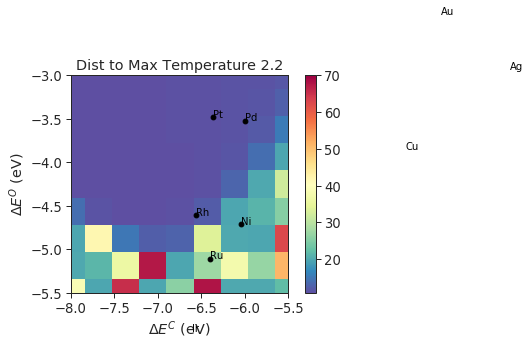 Au
Dist to Max Temperature 2.2
Ag
−3.0
70
Pt
Pd
−3.5
60
Cu
−4.0
50
ΔE^O (eV)
−4.5
Rh
40
Ni
−5.0
30
Ru
20
−5.5
−8.0 −7.5 −7.0 −6.5 −6.0 −5.5
ΔE^C (eV)
Ir